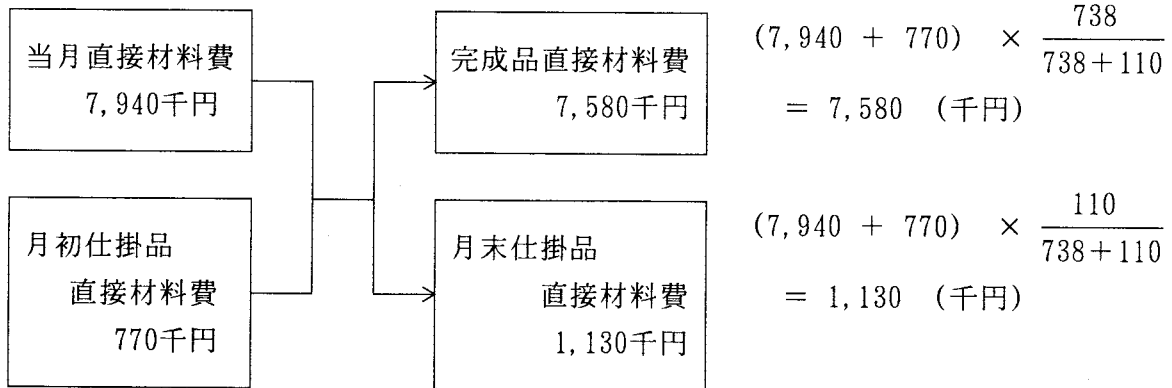 当月直接材料費
7,940千円
完成品直接材料費
7,580千円
(7,940 + 770) × 738/738+110
= 7,580 (千円)
月初仕掛品
直接材料費
770千円
月末仕掛品
直接材料費
1,130千円
(7,940 + 770) × 110/738+110
= 1,130 (千円)